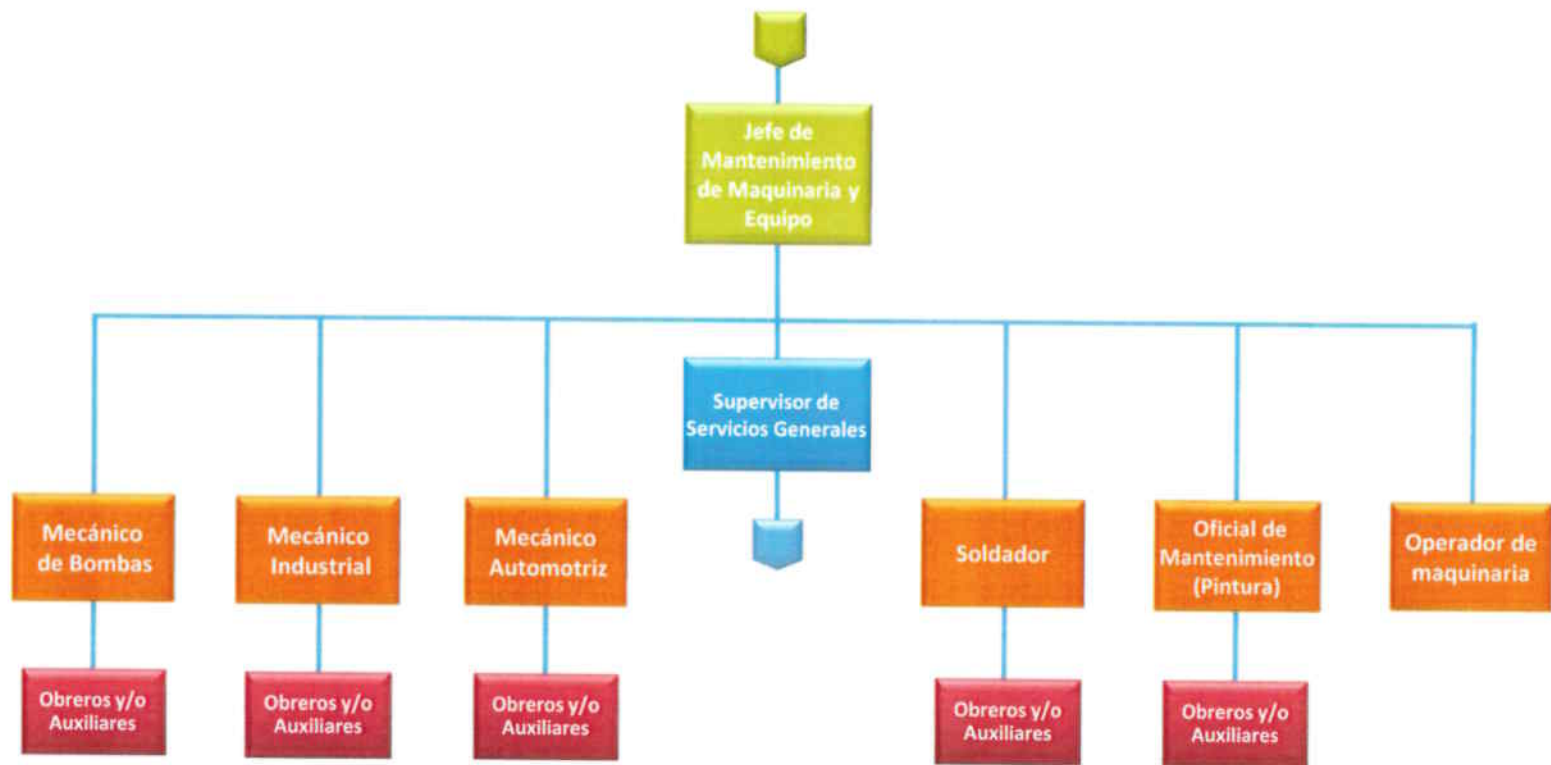 Jefe de
Mantenimiento
de Maquinaria y
Equipo
Supervisor de
Servicios Generales
Mecánico
de Bombas
Mecánico
Industrial
Mecánico
Automotriz
Soldador
Oficial de
Mantenimiento
(Pintura)
Operador de
maquinaria
Obreros y/o
Auxiliares
Obreros y/o
Auxiliares
Obreros y/o
Auxiliares
Obreros y/o
Auxiliares
Obreros y/o
Auxiliares